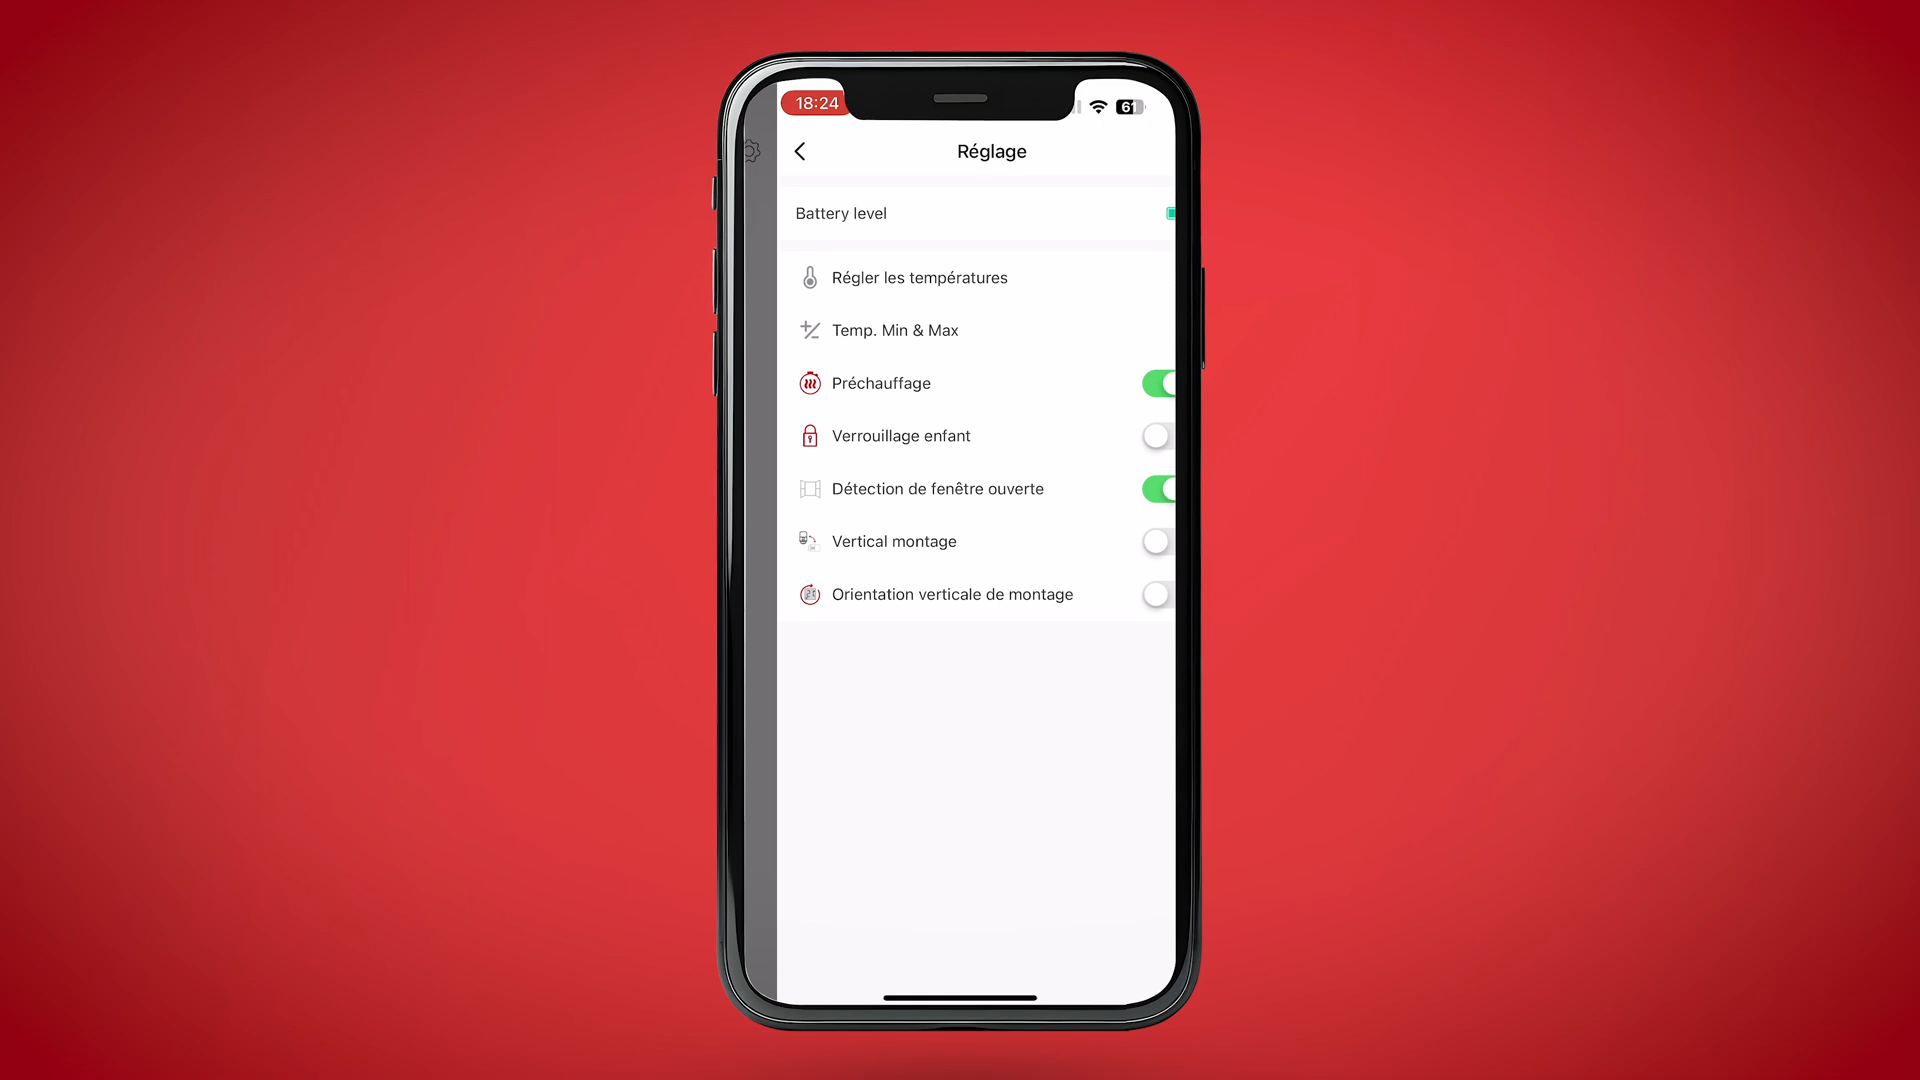 18:24
61
Réglage
Battery level
Régler les températures
Temp. Min & Max
Préchauffage
Verrouillage enfant
Détection de fenêtre ouverte
Vertical montage
Orientation verticale de montage